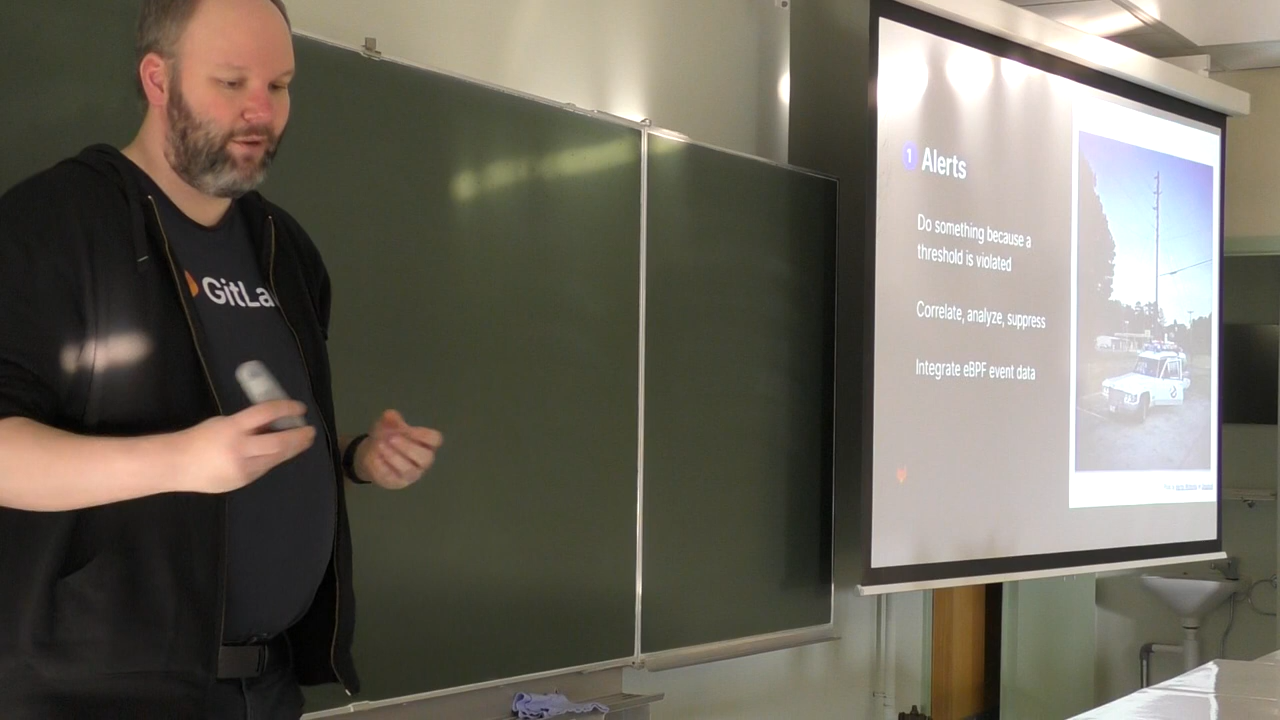 GitLa
1
Alerts
Do something because a
threshold is violated
Correlate, analyze, suppress
Integrate eBPF event data